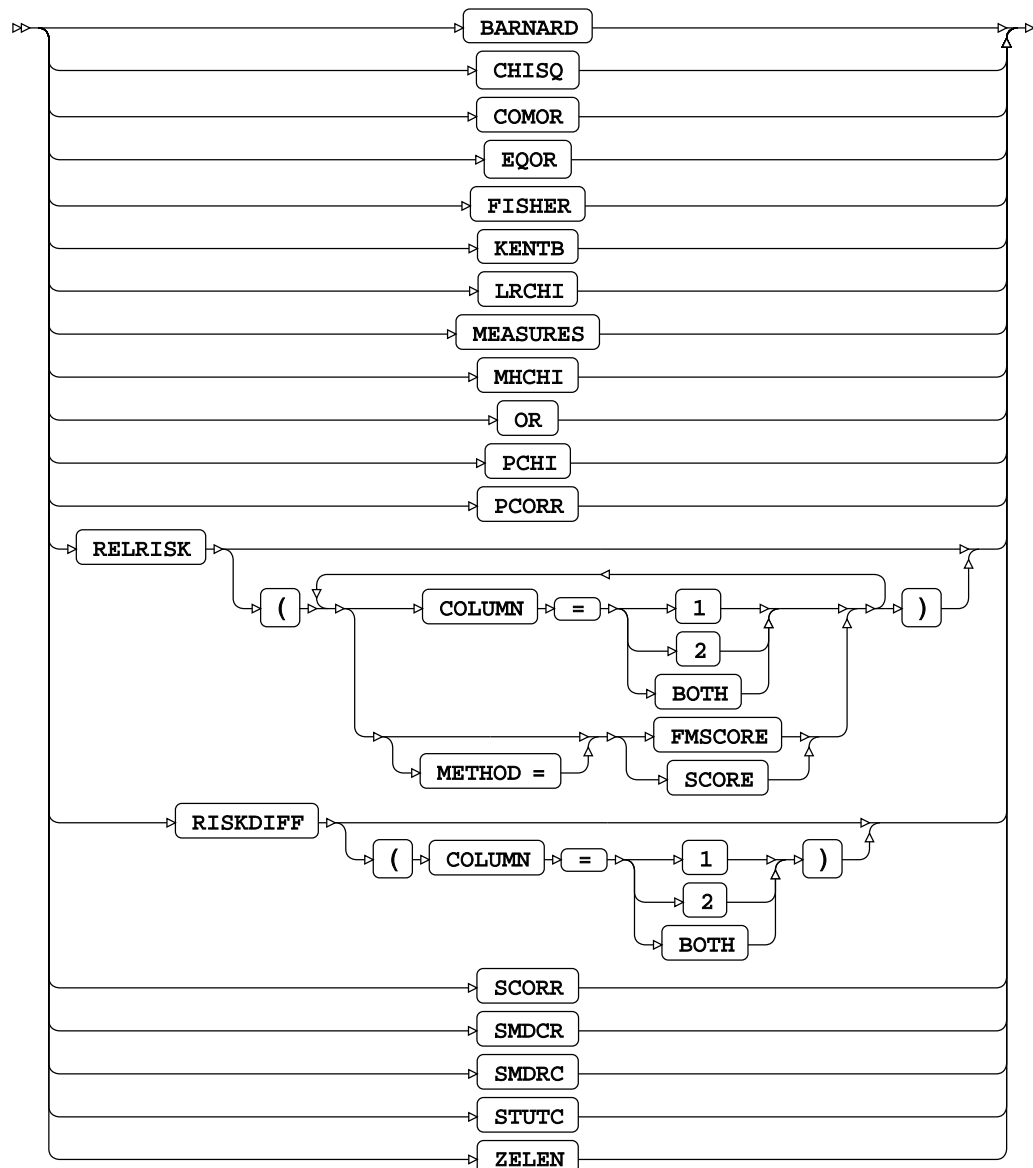 BARNARD
CHISQ
COMOR
EQOR
FISHER
KENTB
LRCHI
MEASURES
MHCHI
OR
PCHI
PCORR
RELRISK
( COLUMN = 1 )
2
BOTH
METHOD = FMSCORE
SCORE
RISKDIFF
( COLUMN = 1 )
2
BOTH
SCORR
SMDCR
SMDRC
STUTC
ZELEN